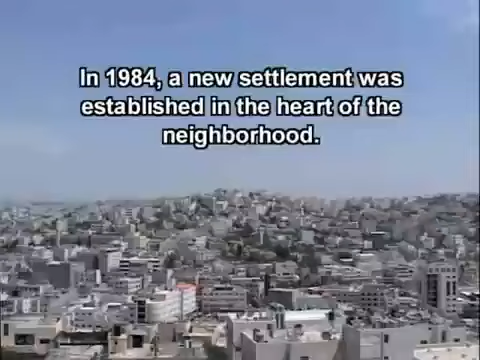 In 1984, a new settlement was
established in the heart of the
neighborhood.